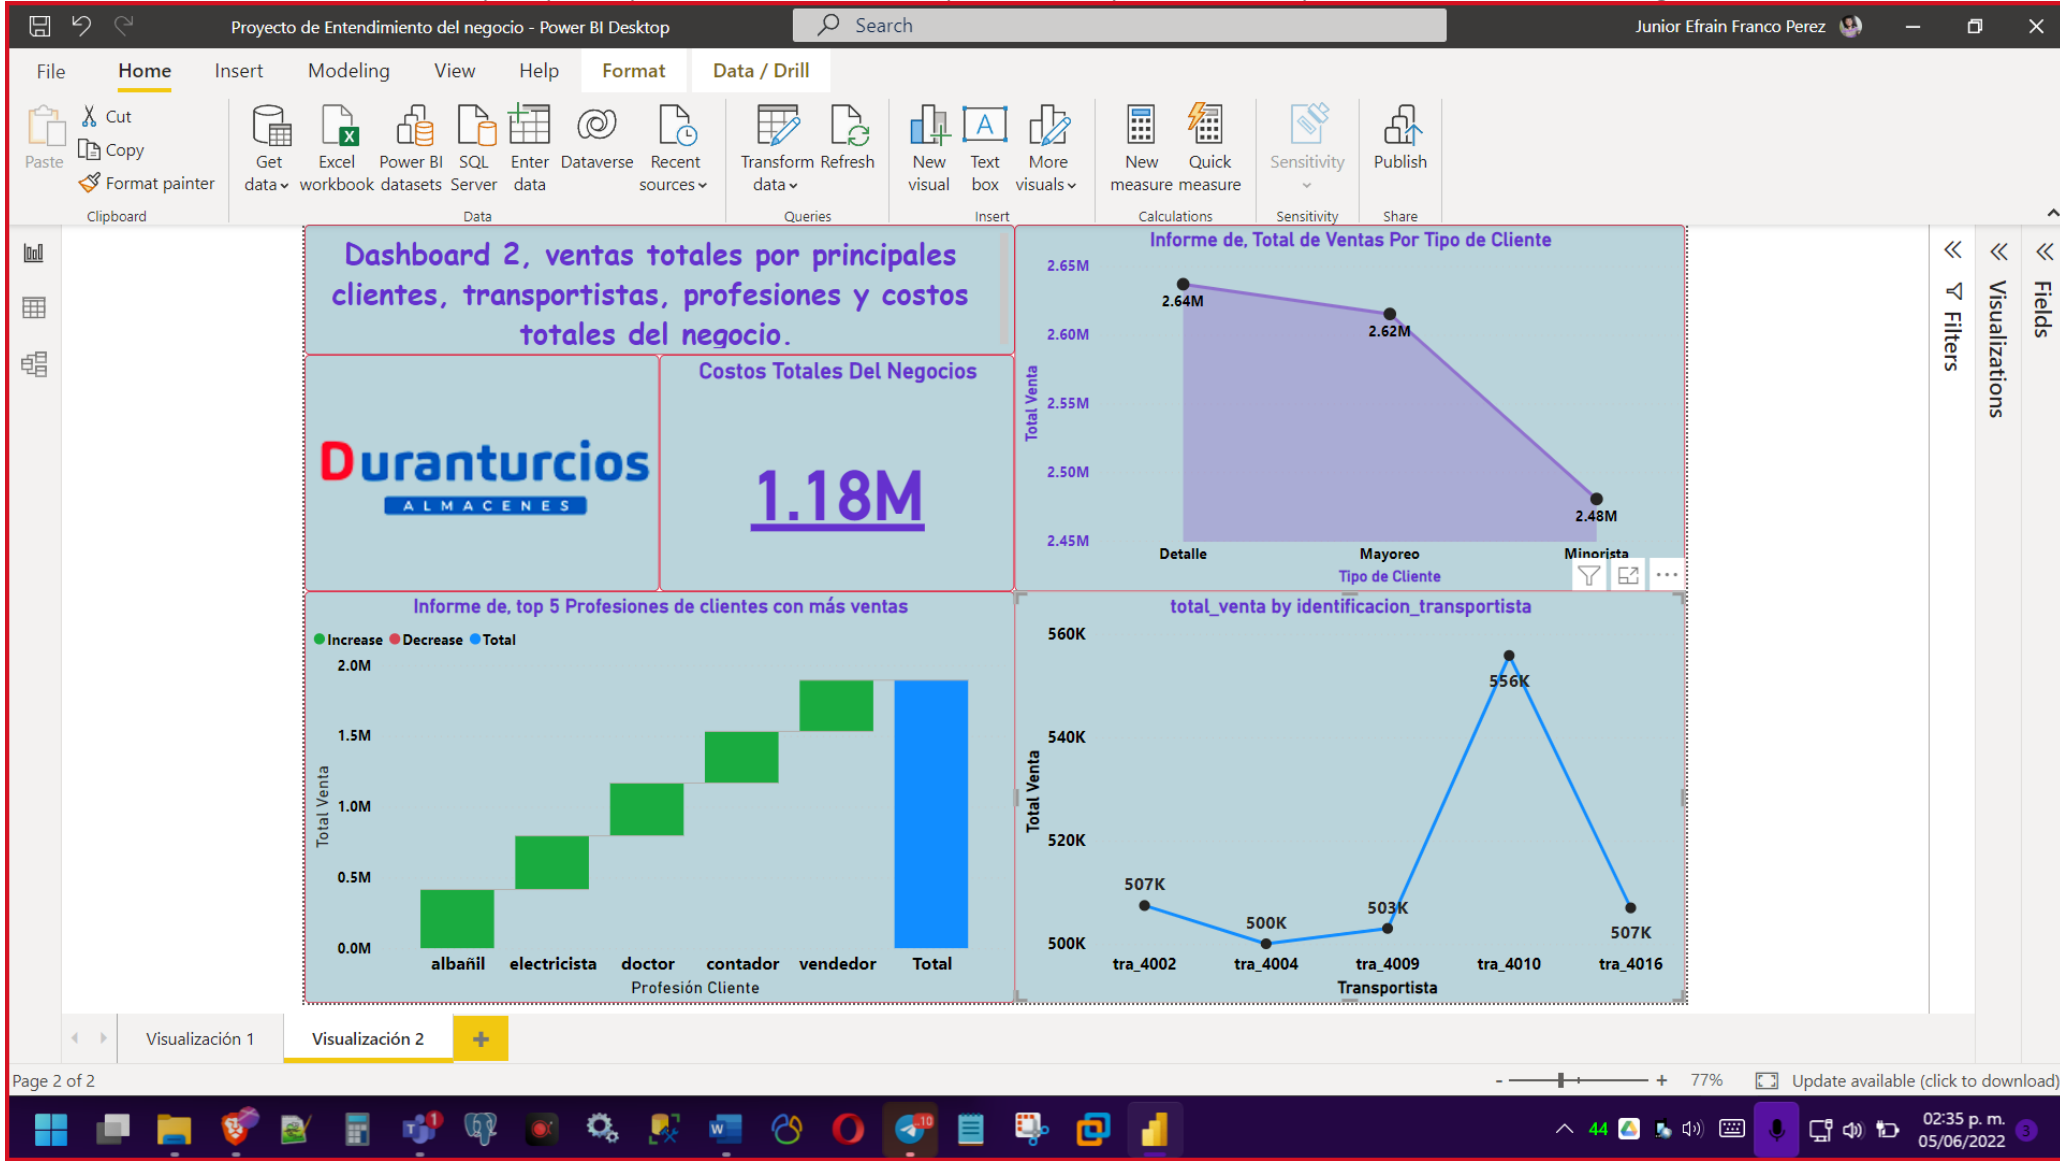 Proyecto de Entendimiento del negocio - Power BI Desktop
Search
Junior Efrain Franco Perez
File Home Insert Modeling View Help Format Data / Drill
Paste
Cut
Copy
Format painter
Clipboard
Get data
Excel workbook
Power BI datasets
SQL Server
Enter data
Dataverse
Recent sources
Data
Transform data
Refresh
Queries
New visual
Text box
More visuals
Insert
New measure
Quick measure
Calculations
Sensitivity
Sensitivity
Publish
Share
Dashboard 2, ventas totales por principales
clientes, transportistas, profesiones y costos
totales del negocio.
Duranturcios
ALMACENES
Costos Totales Del Negocios
1.18M
Informe de, Total de Ventas Por Tipo de Cliente
Total Venta
2.65M
2.60M
2.55M
2.50M
2.45M
2.64M
2.62M
2.48M
Detalle Mayoreo Minorista
Tipo de Cliente
Informe de, top 5 Profesiones de clientes con más ventas
Increase Decrease Total
Total Venta
2.0M
1.5M
1.0M
0.5M
0.0M
albañil electricista doctor contador vendedor Total
Profesión Cliente
total_venta by identificacion_transportista
Total Venta
560K
540K
520K
500K
507K
500K
503K
556K
507K
tra_4002 tra_4004 tra_4009 tra_4010 tra_4016
Transportista
Filters
Visualizations
Fields
Visualización 1
Visualización 2
Page 2 of 2
- + 77%
Update available (click to download)
1
10
44
02:35 p. m.
05/06/2022
3